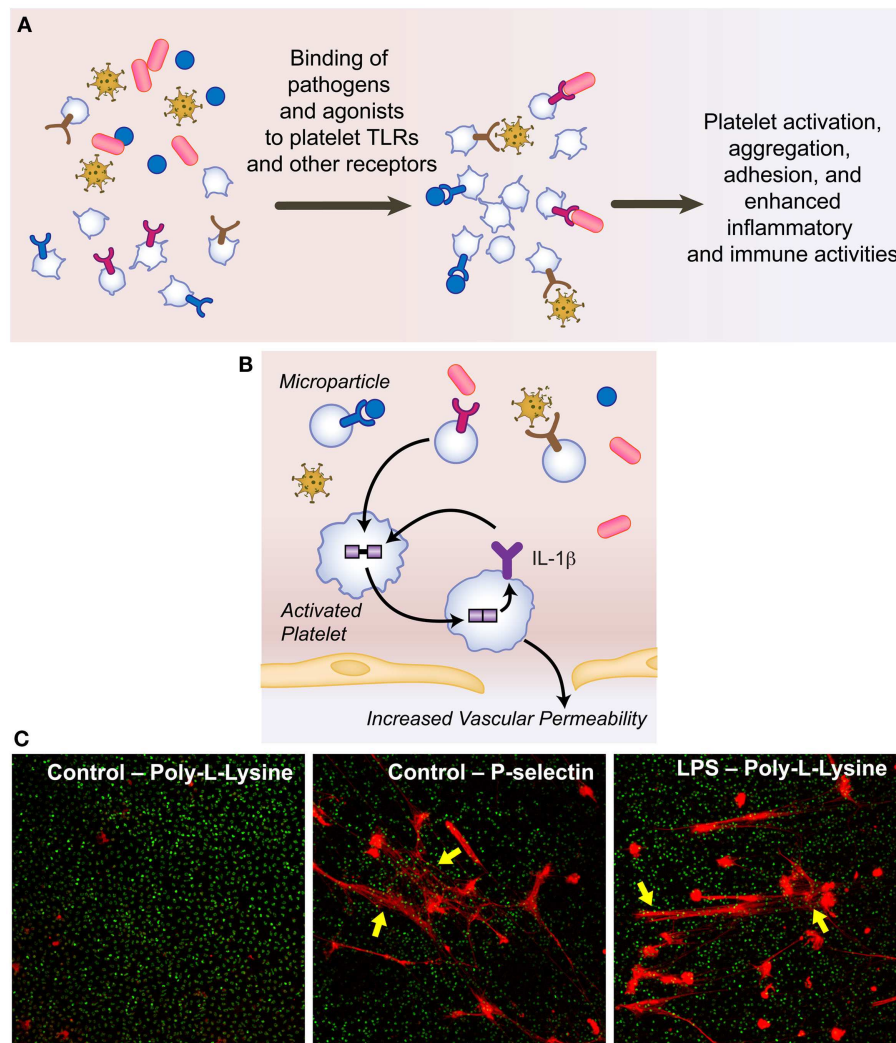 A
Binding of
pathogens
and agonists
to platelet TLRs
and other receptors
Platelet activation,
aggregation,
adhesion, and
enhanced
inflammatory
and immune activities
B
Microparticle
IL-1β
Activated
Platelet
Increased Vascular Permeability
C
Control – Poly-L-Lysine
Control – P-selectin
LPS – Poly-L-Lysine